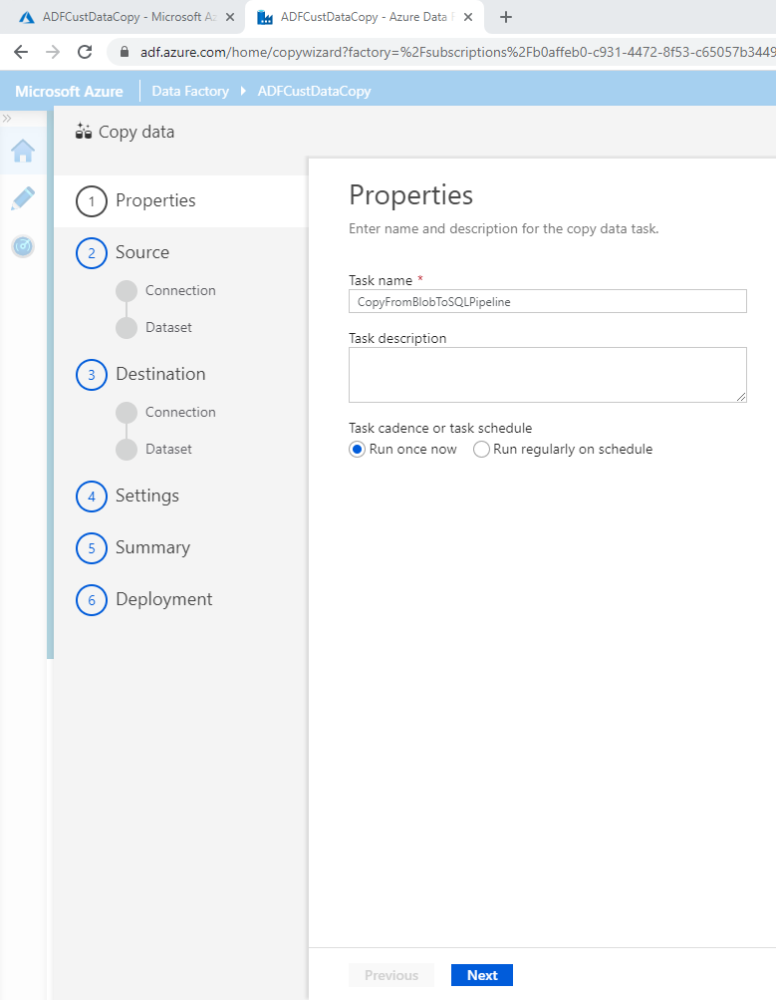 ADFCustDataCopy - Microsoft Az
ADFCustDataCopy - Azure Data F
adf.azure.com/home/copywizard?factory=%2Fsubscriptions%2Fb0affeb0-c931-4472-8f53-c65057b3449
Microsoft Azure
Data Factory
ADFCustDataCopy
Copy data
1 Properties
2 Source
Connection
Dataset
3 Destination
Connection
Dataset
4 Settings
5 Summary
6 Deployment
Properties
Enter name and description for the copy data task.
Task name *
CopyFromBlobToSQLPipeline
Task description
Task cadence or task schedule
Run once now
Run regularly on schedule
Previous
Next